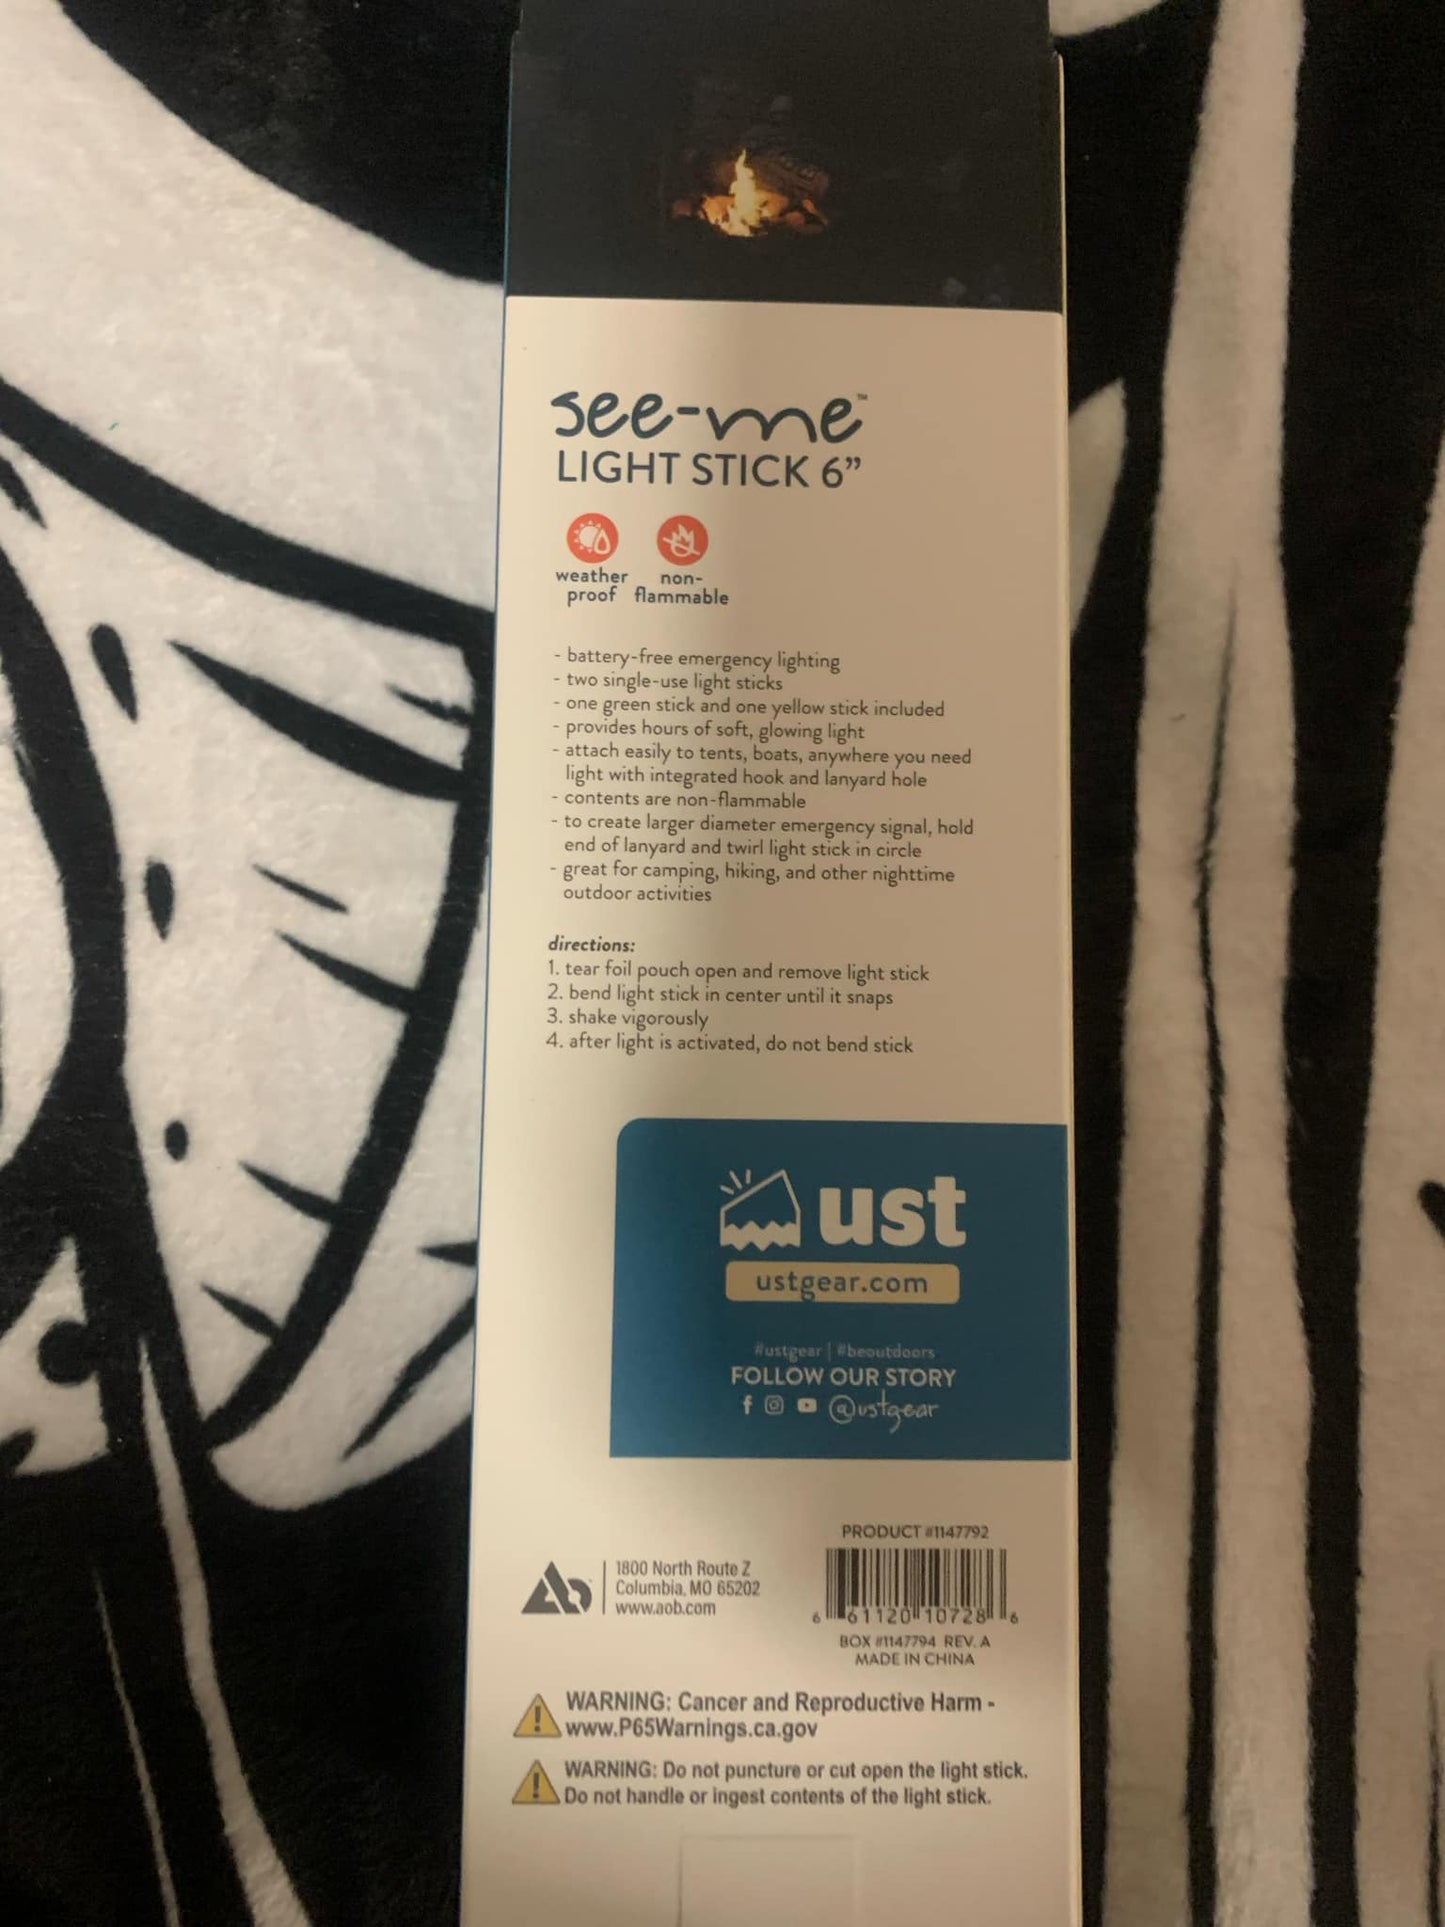 see-me™
LIGHT STICK 6”
weather proof
non-flammable
- battery-free emergency lighting
- two single-use light sticks
- one green stick and one yellow stick included
- provides hours of soft, glowing light
- attach easily to tents, boats, anywhere you need
light with integrated hook and lanyard hole
- contents are non-flammable
- to create larger diameter emergency signal, hold
end of lanyard and twirl light stick in circle
- great for camping, hiking, and other nighttime
outdoor activities
directions:
1. tear foil pouch open and remove light stick
2. bend light stick in center until it snaps
3. shake vigorously
4. after light is activated, do not bend stick
ust
ustgear.com
#ustgear | #beoutdoors
FOLLOW OUR STORY
@ustgear
PRODUCT #1147792
AO
1800 North Route Z
Columbia, MO 65202
www.aob.com
6 61120 10728 6
BOX #1147794 REV. A
MADE IN CHINA
WARNING: Cancer and Reproductive Harm -
www.P65Warnings.ca.gov
WARNING: Do not puncture or cut open the light stick.
Do not handle or ingest contents of the light stick.